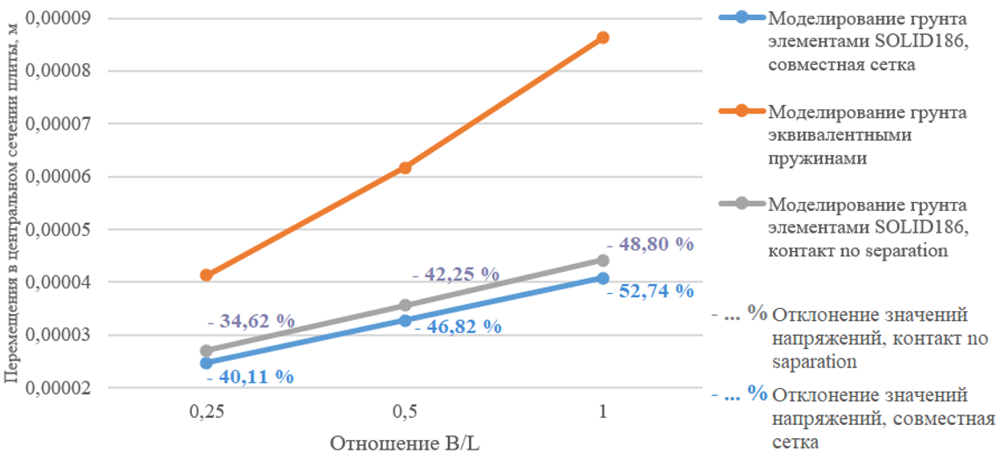 Перемещения в центральном сечении плиты, м
0,00009
0,00008
0,00007
0,00006
0,00005
0,00004
0,00003
0,00002
- 34,62 %
- 42,25 %
- 48,80 %
- 40,11 %
- 46,82 %
- 52,74 %
0,25
0,5
1
Отношение B/L
Моделирование грунта
элементами SOLID186,
совместная сетка
Моделирование грунта
эквивалентными
пружинами
Моделирование грунта
элементами SOLID186,
контакт no separation
- ... % Отклонение значений
напряжений, контакт no
saparation
- ... % Отклонение значений
напряжений, совместная
сетка